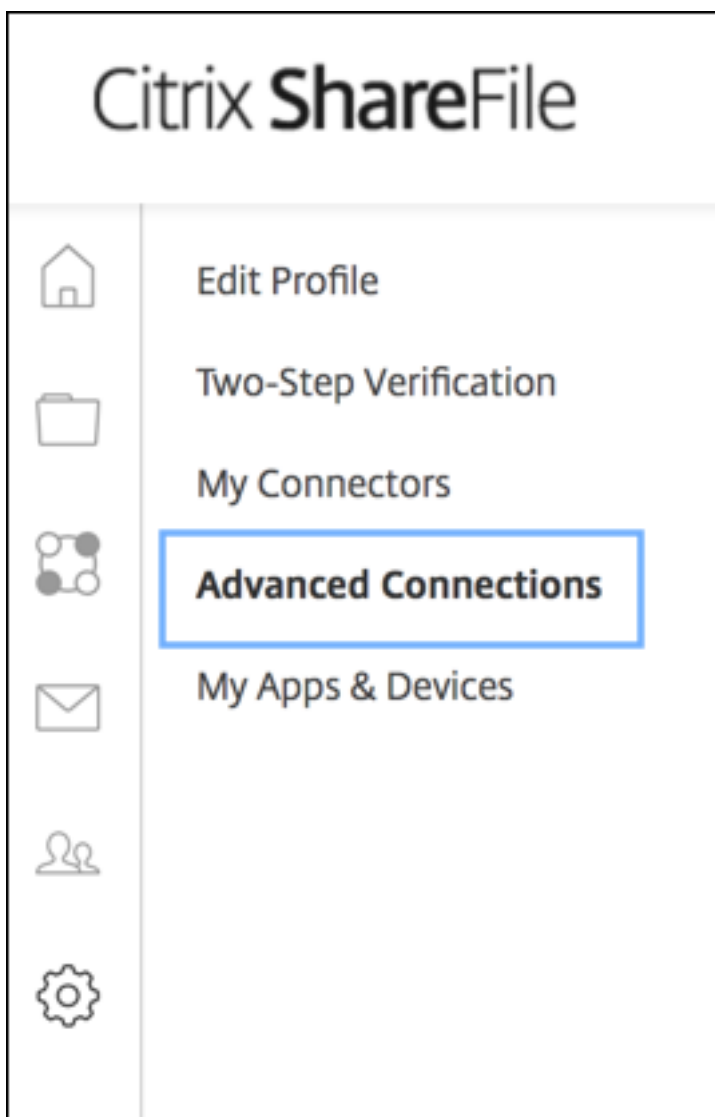 Citrix ShareFile
Edit Profile
Two-Step Verification
My Connectors
Advanced Connections
My Apps & Devices